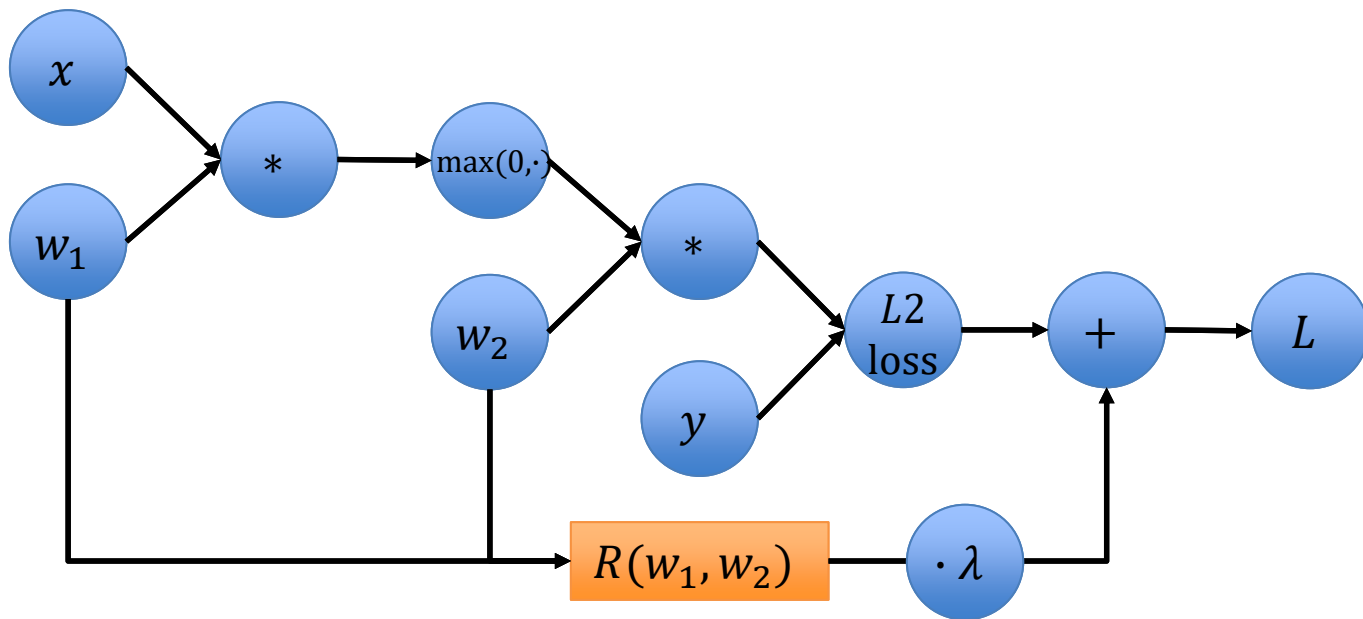 x
*
max(0,·)
w₁
*
w₂
L2
loss
+
L
y
R(w₁, w₂)
· λ